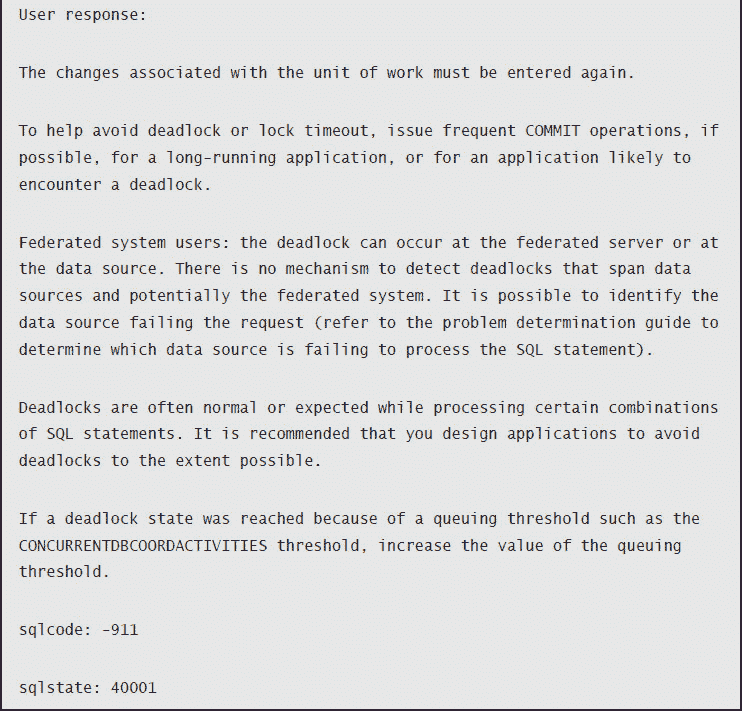 User response:
The changes associated with the unit of work must be entered again.
To help avoid deadlock or lock timeout, issue frequent COMMIT operations, if
possible, for a long-running application, or for an application likely to
encounter a deadlock.
Federated system users: the deadlock can occur at the federated server or at
the data source. There is no mechanism to detect deadlocks that span data
sources and potentially the federated system. It is possible to identify the
data source failing the request (refer to the problem determination guide to
determine which data source is failing to process the SQL statement).
Deadlocks are often normal or expected while processing certain combinations
of SQL statements. It is recommended that you design applications to avoid
deadlocks to the extent possible.
If a deadlock state was reached because of a queuing threshold such as the
CONCURRENTDBCOORDACTIVITIES threshold, increase the value of the queuing
threshold.
sqlcode: -911
sqlstate: 40001